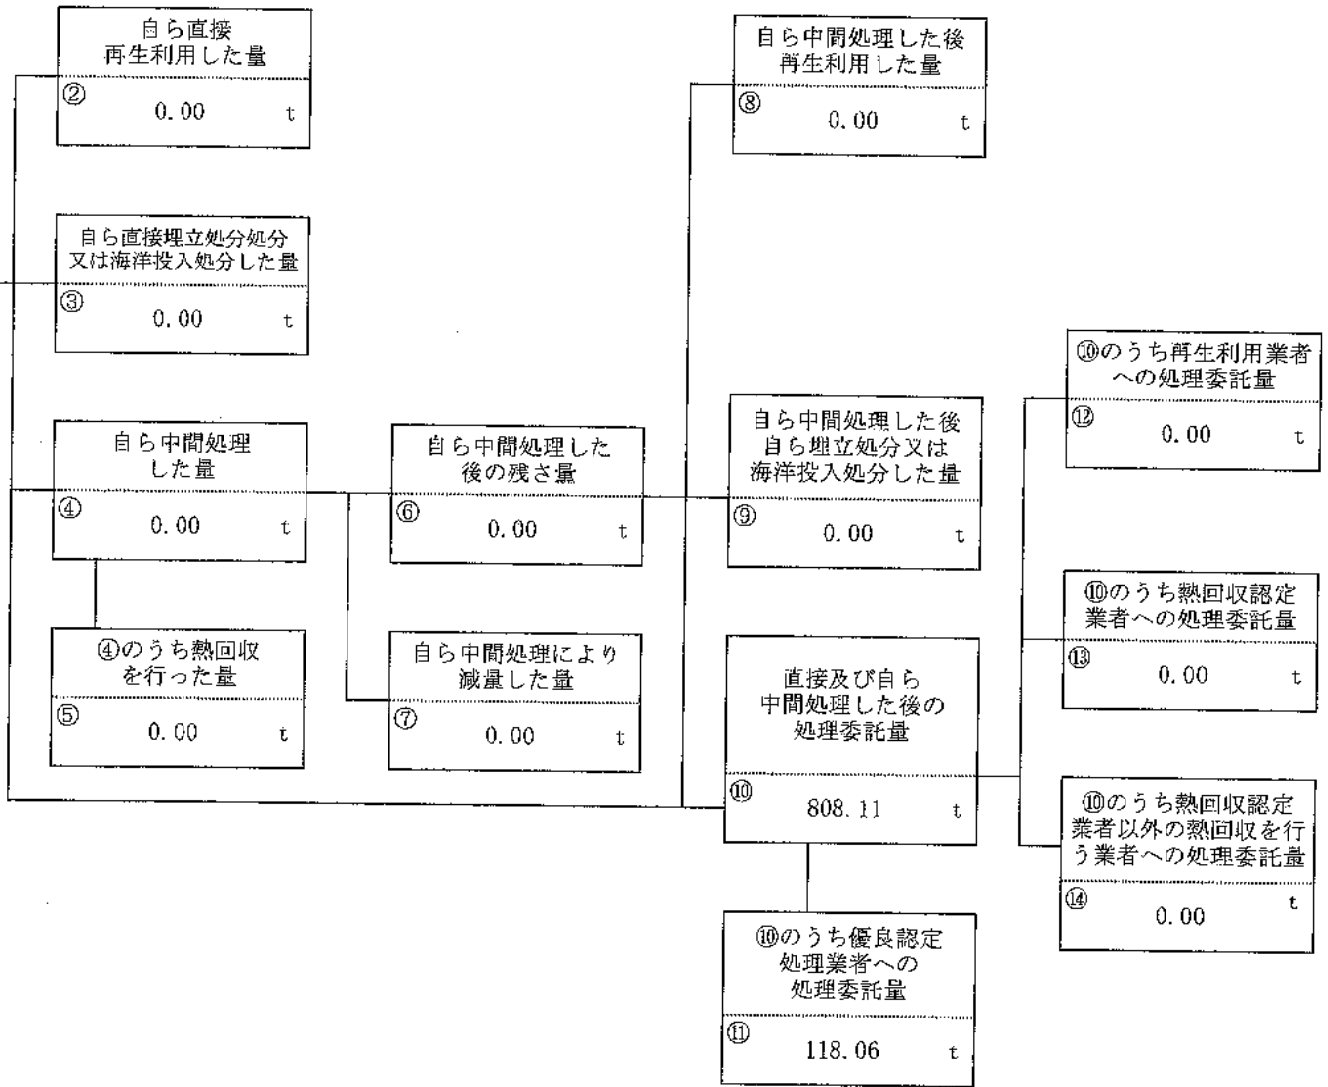 自ら直接
再生利用した量
②
0.00 t
自ら直接埋立処分処分
又は海洋投入処分した量
③
0.00 t
自ら中間処理
した量
④
0.00 t
④のうち熱回収
を行った量
⑤
0.00 t
自ら中間処理した
後の残さ量
⑥
0.00 t
自ら中間処理により
減量した量
⑦
0.00 t
自ら中間処理した後
再生利用した量
⑧
0.00 t
自ら中間処理した後
自ら埋立処分又は
海洋投入処分した量
⑨
0.00 t
直接及び自ら
中間処理した後の
処理委託量
⑩
808.11 t
⑩のうち優良認定
処理業者への
処理委託量
⑪
118.06 t
⑩のうち再生利用業者
への処理委託量
⑫
0.00 t
⑩のうち熱回収認定
業者への処理委託量
⑬
0.00 t
⑩のうち熱回収認定
業者以外の熱回収を行
う業者への処理委託量
⑭
0.00 t